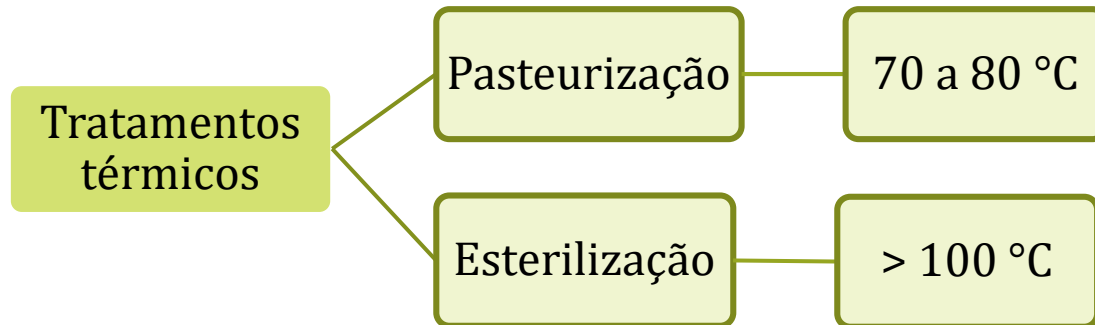 Tratamentos
térmicos
Pasteurização
70 a 80 °C
Esterilização
> 100 °C